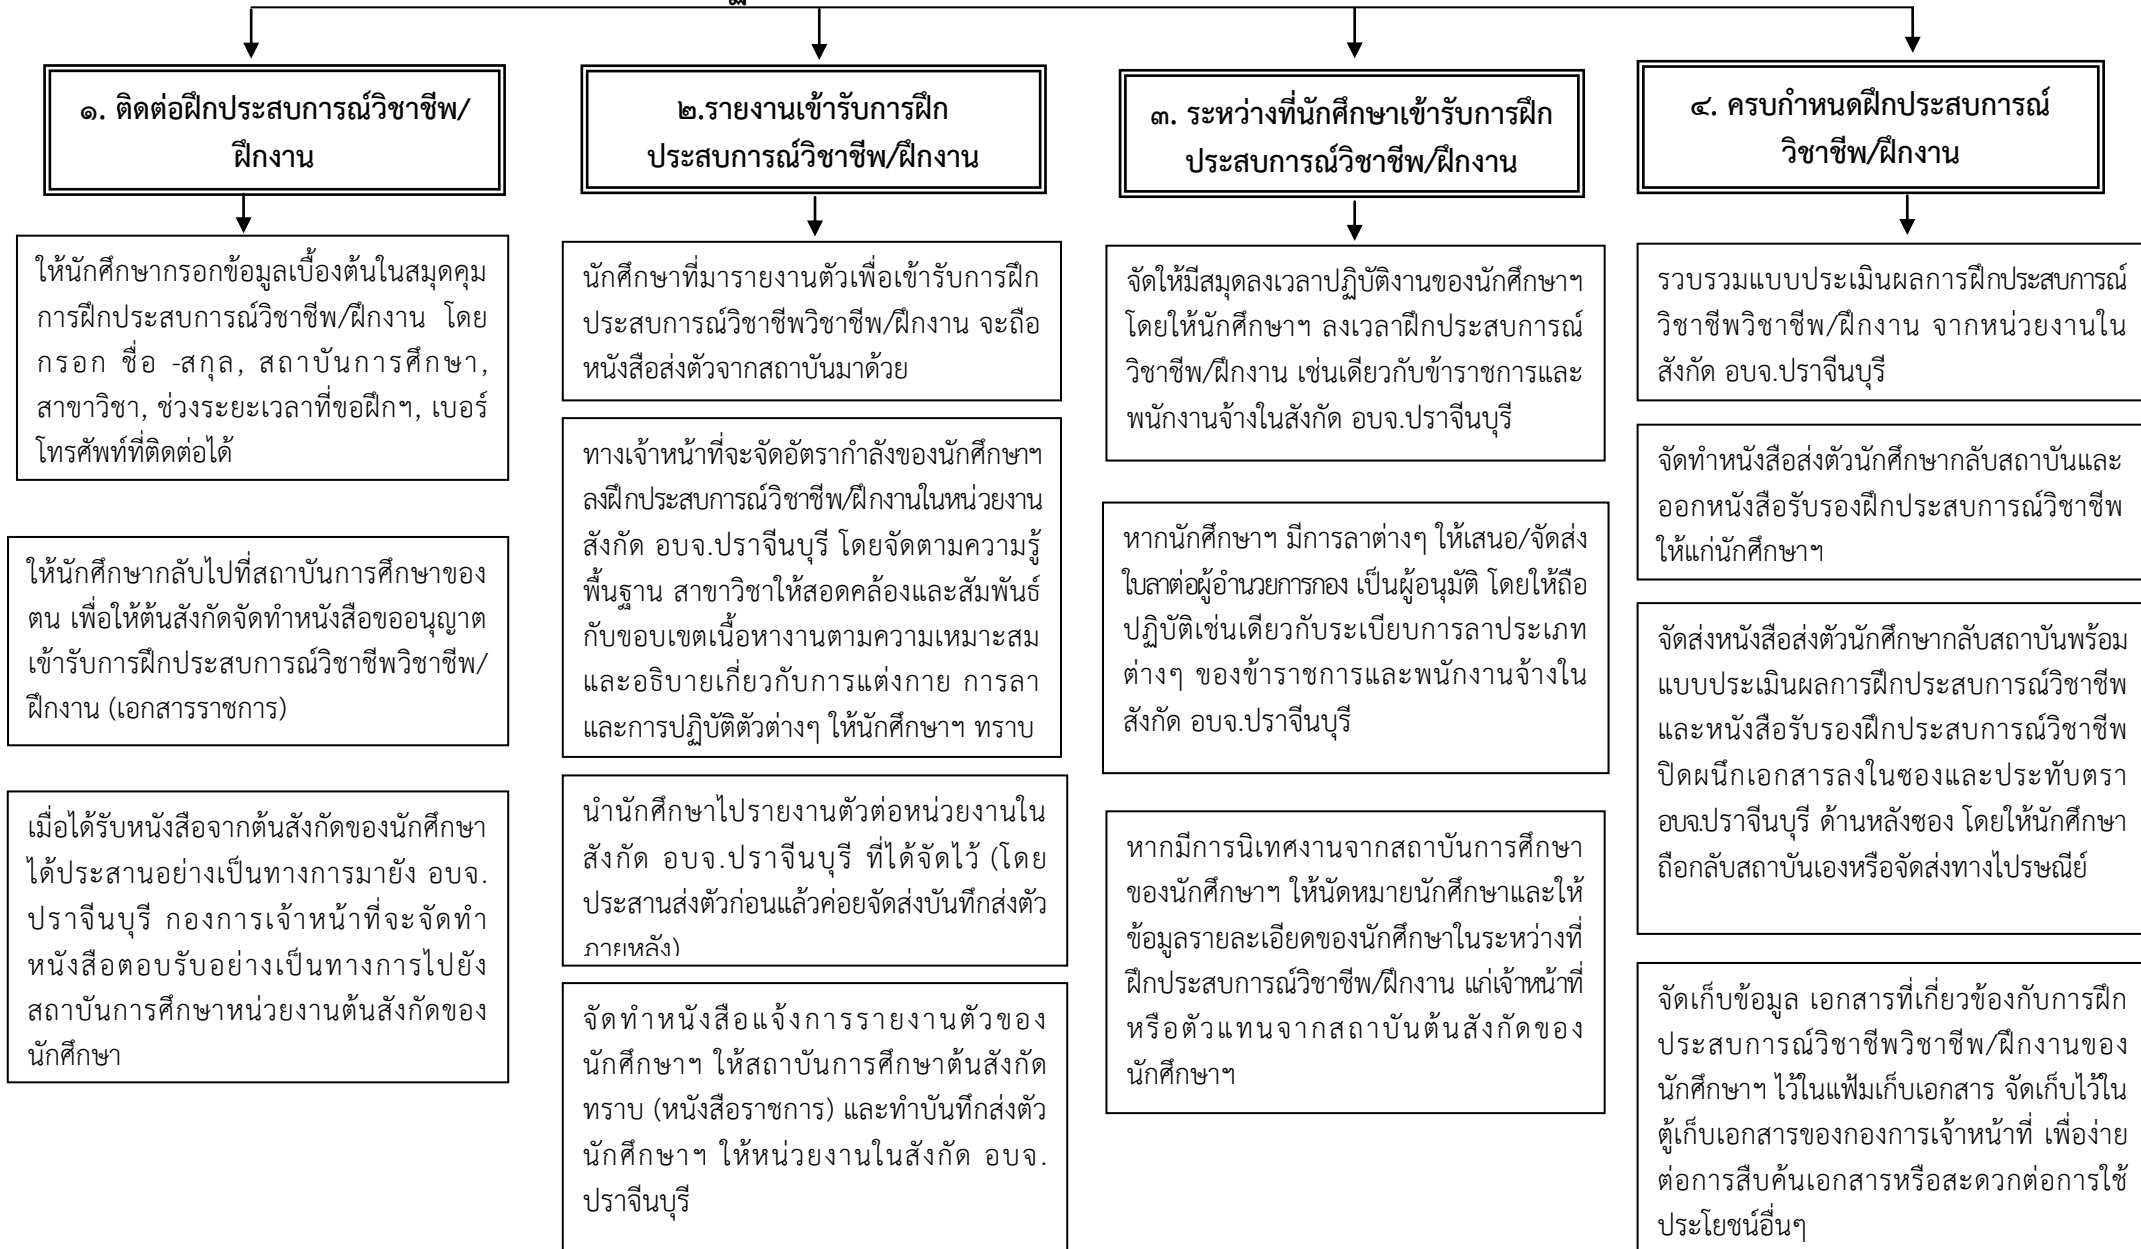 ๑. ติดต่อฝึกประสบการณ์วิชาชีพ/
ฝึกงาน
ให้นักศึกษากรอกข้อมูลเบื้องต้นในสมุดคุม
การฝึกประสบการณ์วิชาชีพ/ฝึกงาน โดย
กรอก ชื่อ -สกุล, สถาบันการศึกษา,
สาขาวิชา, ช่วงระยะเวลาที่ขอฝึกฯ, เบอร์
โทรศัพท์ที่ติดต่อได้
ให้นักศึกษากลับไปที่สถาบันการศึกษาของ
ตน เพื่อให้ต้นสังกัดจัดทำหนังสือขออนุญาต
เข้ารับการฝึกประสบการณ์วิชาชีพวิชาชีพ/
ฝึกงาน (เอกสารราชการ)
เมื่อได้รับหนังสือจากต้นสังกัดของนักศึกษา
ได้ประสานอย่างเป็นทางการมายัง อบจ.
ปราจีนบุรี กองการเจ้าหน้าที่จะจัดทำ
หนังสือตอบรับอย่างเป็นทางการไปยัง
สถาบันการศึกษาหน่วยงานต้นสังกัดของ
นักศึกษา
๒.รายงานเข้ารับการฝึก
ประสบการณ์วิชาชีพ/ฝึกงาน
นักศึกษาที่มารายงานตัวเพื่อเข้ารับการฝึก
ประสบการณ์วิชาชีพวิชาชีพ/ฝึกงาน จะถือ
หนังสือส่งตัวจากสถาบันมาด้วย
ทางเจ้าหน้าที่จะจัดอัตรากำลังของนักศึกษาฯ
ลงฝึกประสบการณ์วิชาชีพ/ฝึกงานในหน่วยงาน
สังกัด อบจ.ปราจีนบุรี โดยจัดตามความรู้
พื้นฐาน สาขาวิชาให้สอดคล้องและสัมพันธ์
กับขอบเขตเนื้อหางานตามความเหมาะสม
และอธิบายเกี่ยวกับการแต่งกาย การลา
และการปฏิบัติตัวต่างๆ ให้นักศึกษาฯ ทราบ
นำนักศึกษาไปรายงานตัวต่อหน่วยงานใน
สังกัด อบจ.ปราจีนบุรี ที่ได้จัดไว้ (โดย
ประสานส่งตัวก่อนแล้วค่อยจัดส่งบันทึกส่งตัว
ภายหลัง)
จัดทำหนังสือแจ้งการรายงานตัวของ
นักศึกษาฯ ให้สถาบันการศึกษาต้นสังกัด
ทราบ (หนังสือราชการ) และทำบันทึกส่งตัว
นักศึกษาฯ ให้หน่วยงานในสังกัด อบจ.
ปราจีนบุรี
๓. ระหว่างที่นักศึกษาเข้ารับการฝึก
ประสบการณ์วิชาชีพ/ฝึกงาน
จัดให้มีสมุดลงเวลาปฏิบัติงานของนักศึกษาฯ
โดยให้นักศึกษาฯ ลงเวลาฝึกประสบการณ์
วิชาชีพ/ฝึกงาน เช่นเดียวกับข้าราชการและ
พนักงานจ้างในสังกัด อบจ.ปราจีนบุรี
หากนักศึกษาฯ มีการลาต่างๆ ให้เสนอ/จัดส่ง
ใบลาต่อผู้อำนวยการกอง เป็นผู้อนุมัติ โดยให้ถือ
ปฏิบัติเช่นเดียวกับระเบียบการลาประเภท
ต่างๆ ของข้าราชการและพนักงานจ้างใน
สังกัด อบจ.ปราจีนบุรี
หากมีการนิเทศงานจากสถาบันการศึกษา
ของนักศึกษาฯ ให้นัดหมายนักศึกษาและให้
ข้อมูลรายละเอียดของนักศึกษาในระหว่างที่
ฝึกประสบการณ์วิชาชีพ/ฝึกงาน แก่เจ้าหน้าที่
หรือตัวแทนจากสถาบันต้นสังกัดของ
นักศึกษาฯ
๔. ครบกำหนดฝึกประสบการณ์
วิชาชีพ/ฝึกงาน
รวบรวมแบบประเมินผลการฝึกประสบการณ์
วิชาชีพวิชาชีพ/ฝึกงาน จากหน่วยงานใน
สังกัด อบจ.ปราจีนบุรี
จัดทำหนังสือส่งตัวนักศึกษากลับสถาบันและ
ออกหนังสือรับรองฝึกประสบการณ์วิชาชีพ
ให้แก่นักศึกษาฯ
จัดส่งหนังสือส่งตัวนักศึกษากลับสถาบันพร้อม
แบบประเมินผลการฝึกประสบการณ์วิชาชีพ
และหนังสือรับรองฝึกประสบการณ์วิชาชีพ
ปิดผนึกเอกสารลงในซองและประทับตรา
อบจ.ปราจีนบุรี ด้านหลังซอง โดยให้นักศึกษา
ถือกลับสถาบันเองหรือจัดส่งทางไปรษณีย์
จัดเก็บข้อมูล เอกสารที่เกี่ยวข้องกับการฝึก
ประสบการณ์วิชาชีพวิชาชีพ/ฝึกงานของ
นักศึกษาฯ ไว้ในแฟ้มเก็บเอกสาร จัดเก็บไว้ใน
ตู้เก็บเอกสารของกองการเจ้าหน้าที่ เพื่อง่าย
ต่อการสืบค้นเอกสารหรือสะดวกต่อการใช้
ประโยชน์อื่นๆ